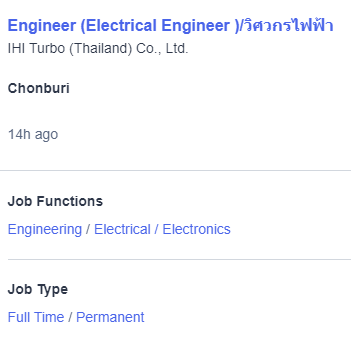 Engineer (Electrical Engineer )/วิศวกรไฟฟ้า
IHI Turbo (Thailand) Co., Ltd.
Chonburi
14h ago
Job Functions
Engineering / Electrical / Electronics
Job Type
Full Time / Permanent